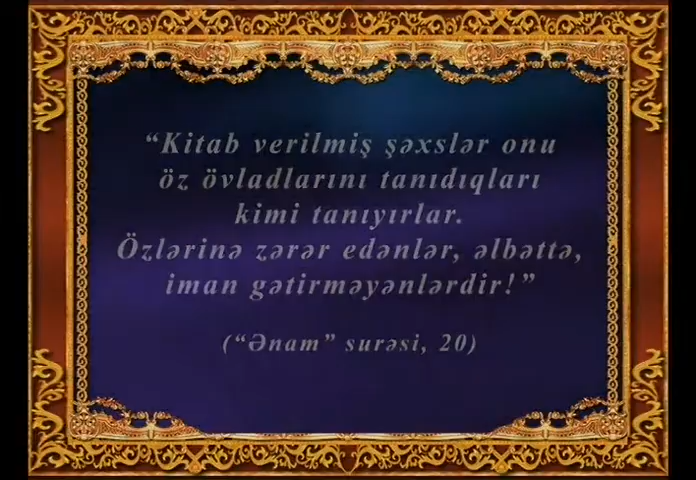 “Kitab verilmiş şəxslər onu
öz övladlarını tanıdıqları
kimi tanıyırlar.
Özlərinə zərər edənlər, əlbəttə,
iman gətirməyənlərdir!”
(“Ənam” surəsi, 20)